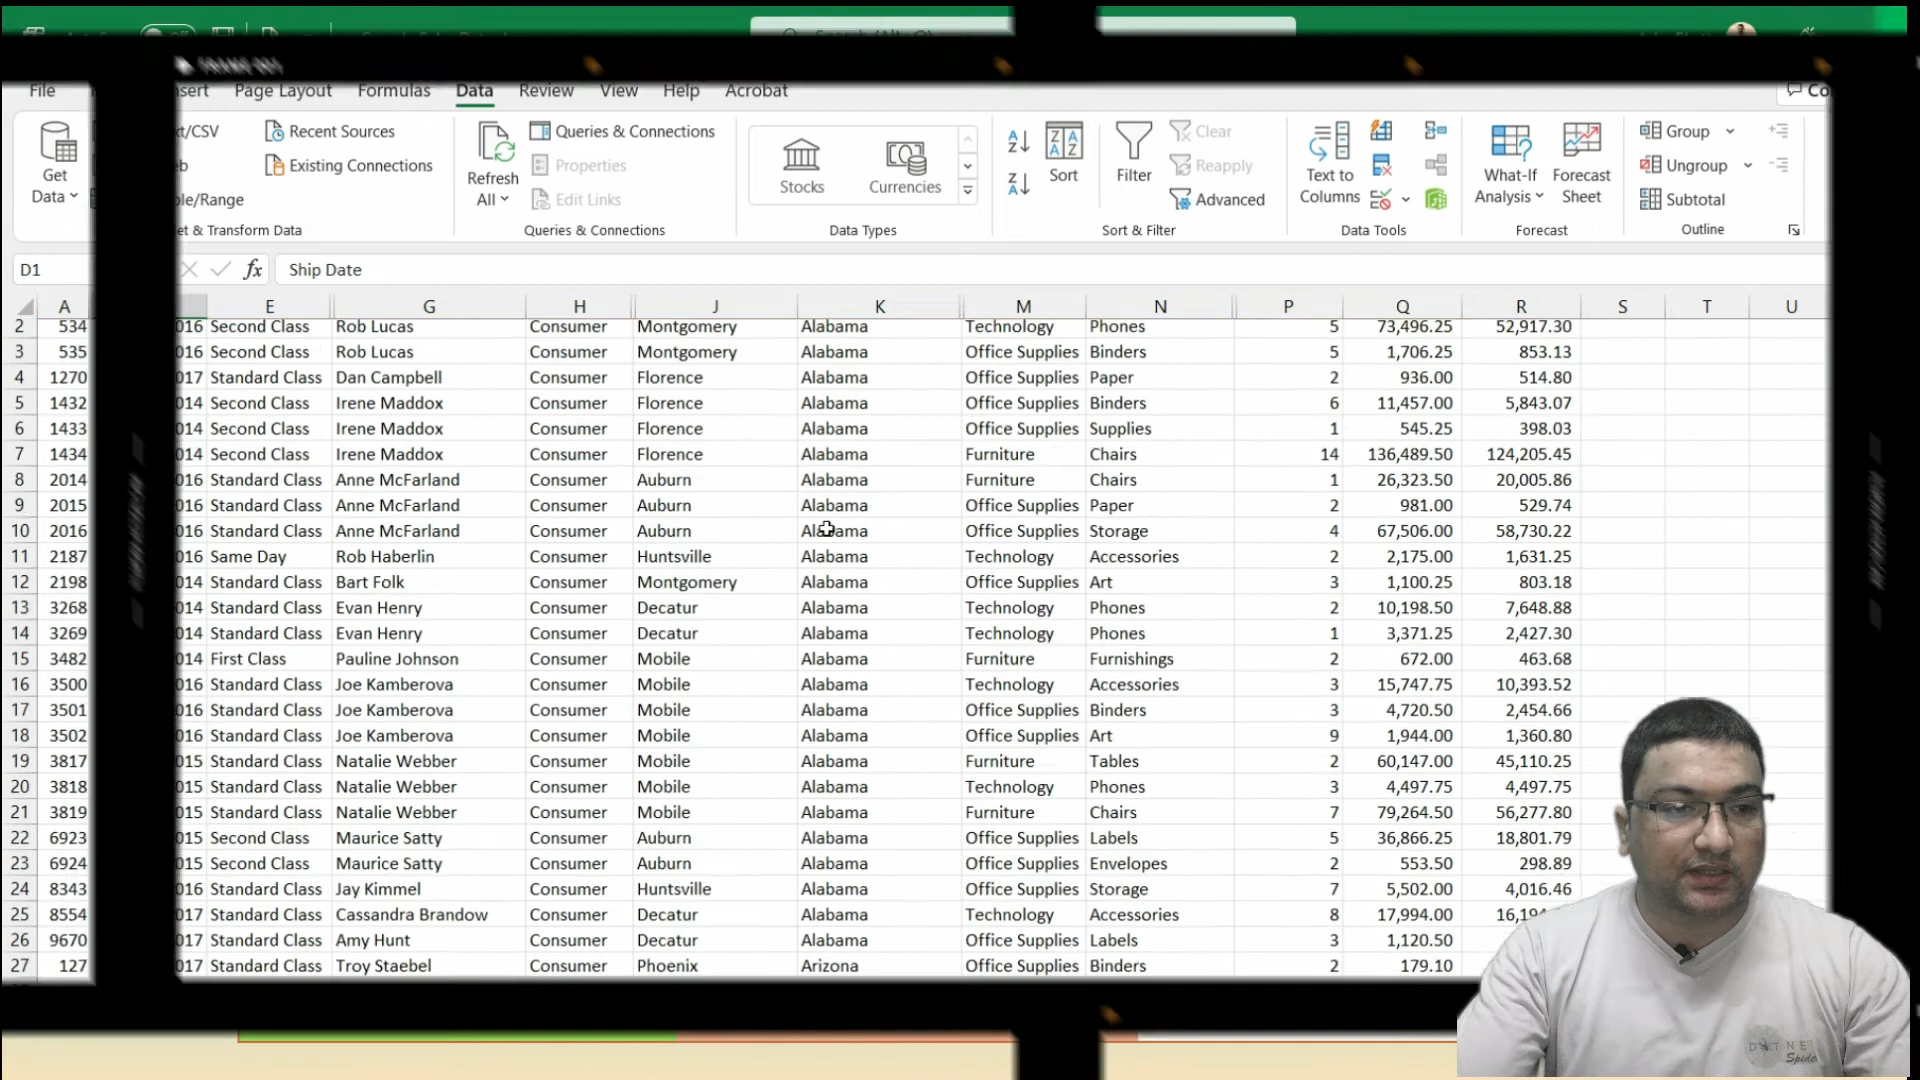 File nsert Page Layout Formulas Data Review View Help Acrobat Co
Get Data
xt/CSV
eb
ble/Range
Recent Sources
Existing Connections
et & Transform Data
Refresh All
Queries & Connections
Properties
Edit Links
Queries & Connections
Stocks Currencies
Data Types
Sort Filter
Clear
Reapply
Advanced
Sort & Filter
Text to Columns
Data Tools
What-If Analysis
Forecast Sheet
Forecast
Group
Ungroup
Subtotal
Outline
D1 fx Ship Date
A E G H J K M N P Q R S T U
2 534 016 Second Class Rob Lucas Consumer Montgomery Alabama Technology Phones 5 73,496.25 52,917.30
3 535 016 Second Class Rob Lucas Consumer Montgomery Alabama Office Supplies Binders 5 1,706.25 853.13
4 1270 017 Standard Class Dan Campbell Consumer Florence Alabama Office Supplies Paper 2 936.00 514.80
5 1432 014 Second Class Irene Maddox Consumer Florence Alabama Office Supplies Binders 6 11,457.00 5,843.07
6 1433 014 Second Class Irene Maddox Consumer Florence Alabama Office Supplies Supplies 1 545.25 398.03
7 1434 014 Second Class Irene Maddox Consumer Florence Alabama Furniture Chairs 14 136,489.50 124,205.45
8 2014 016 Standard Class Anne McFarland Consumer Auburn Alabama Furniture Chairs 1 26,323.50 20,005.86
9 2015 016 Standard Class Anne McFarland Consumer Auburn Alabama Office Supplies Paper 2 981.00 529.74
10 2016 016 Standard Class Anne McFarland Consumer Auburn Alabama Office Supplies Storage 4 67,506.00 58,730.22
11 2187 016 Same Day Rob Haberlin Consumer Huntsville Alabama Technology Accessories 2 2,175.00 1,631.25
12 2198 014 Standard Class Bart Folk Consumer Montgomery Alabama Office Supplies Art 3 1,100.25 803.18
13 3268 014 Standard Class Evan Henry Consumer Decatur Alabama Technology Phones 2 10,198.50 7,648.88
14 3269 014 Standard Class Evan Henry Consumer Decatur Alabama Technology Phones 1 3,371.25 2,427.30
15 3482 014 First Class Pauline Johnson Consumer Mobile Alabama Furniture Furnishings 2 672.00 463.68
16 3500 016 Standard Class Joe Kamberova Consumer Mobile Alabama Technology Accessories 3 15,747.75 10,393.52
17 3501 016 Standard Class Joe Kamberova Consumer Mobile Alabama Office Supplies Binders 3 4,720.50 2,454.66
18 3502 016 Standard Class Joe Kamberova Consumer Mobile Alabama Office Supplies Art 9 1,944.00 1,360.80
19 3817 015 Standard Class Natalie Webber Consumer Mobile Alabama Furniture Tables 2 60,147.00 45,110.25
20 3818 015 Standard Class Natalie Webber Consumer Mobile Alabama Technology Phones 3 4,497.75 4,497.75
21 3819 015 Standard Class Natalie Webber Consumer Mobile Alabama Furniture Chairs 7 79,264.50 56,277.80
22 6923 015 Second Class Maurice Satty Consumer Auburn Alabama Office Supplies Labels 5 36,866.25 18,801.79
23 6924 015 Second Class Maurice Satty Consumer Auburn Alabama Office Supplies Envelopes 2 553.50 298.89
24 8343 016 Standard Class Jay Kimmel Consumer Huntsville Alabama Office Supplies Storage 7 5,502.00 4,016.46
25 8554 017 Standard Class Cassandra Brandow Consumer Decatur Alabama Technology Accessories 8 17,994.00
26 9670 017 Standard Class Amy Hunt Consumer Decatur Alabama Office Supplies Labels 3 1,120.50
27 127 017 Standard Class Troy Staebel Consumer Phoenix Arizona Office Supplies Binders 2 179.10